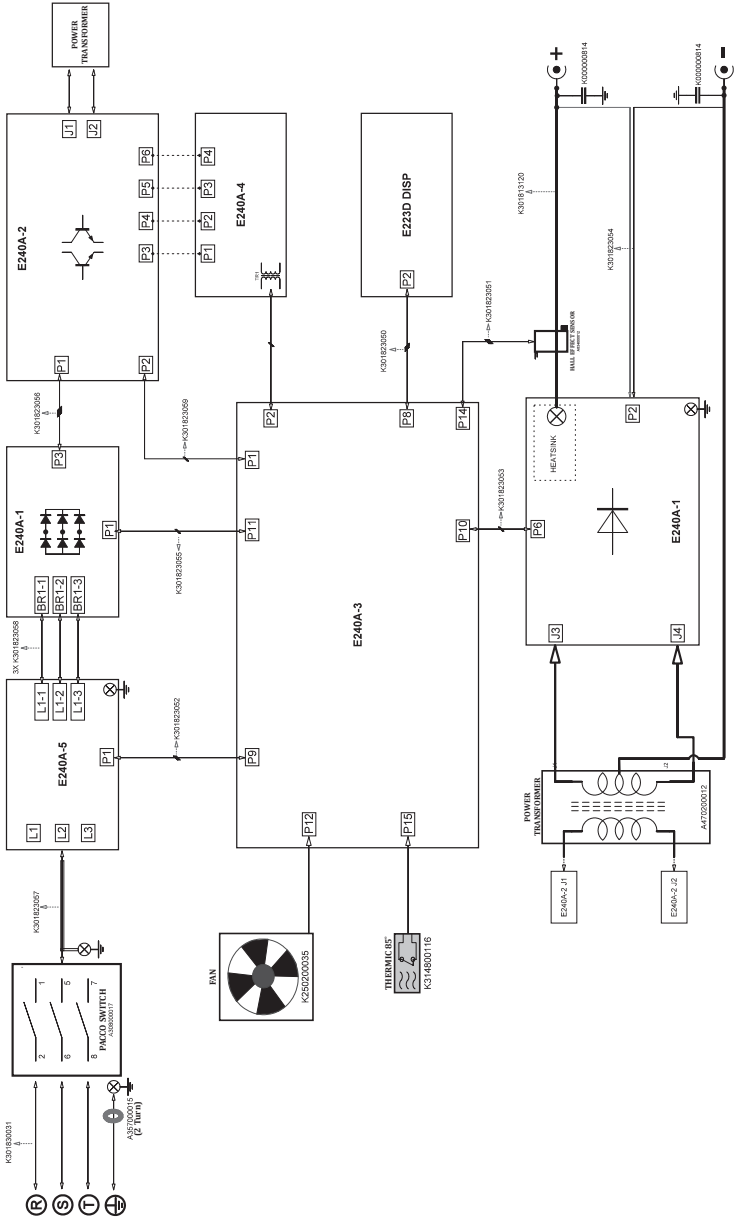 R
S
T
K301830031
A357000015
(2 Turn)
2
1
6
5
8
7
PACCO SWITCH
A308000017
K301823057
L1
L2
L3
E240A-5
P1
L1-1
L1-2
L1-3
3X K301823058
K301823052
BR1-1
BR1-2
BR1-3
E240A-1
P1
P3
K301823055
K301823056
P1
P2
E240A-2
P3
P4
P5
P6
J1
J2
POWER
TRANSFORMER
K301823059
P1
P2
P3
P4
E240A-4
TR1
FAN
K250200035
THERMIC 85°
K314800116
P12
P15
P9
P11
P1
P2
P8
P14
P10
E240A-3
K301823050
P2
E223D DISP
K301823051
K301823053
HALL EFFECT SENSOR
E240A-2 J1
E240A-2 J2
POWER
TRANSFORMER
A470200012
J2
J3
J4
P6
E240A-1
HEATSINK
P2
K301813120
K301823054
+
K000000814
-
K000000814